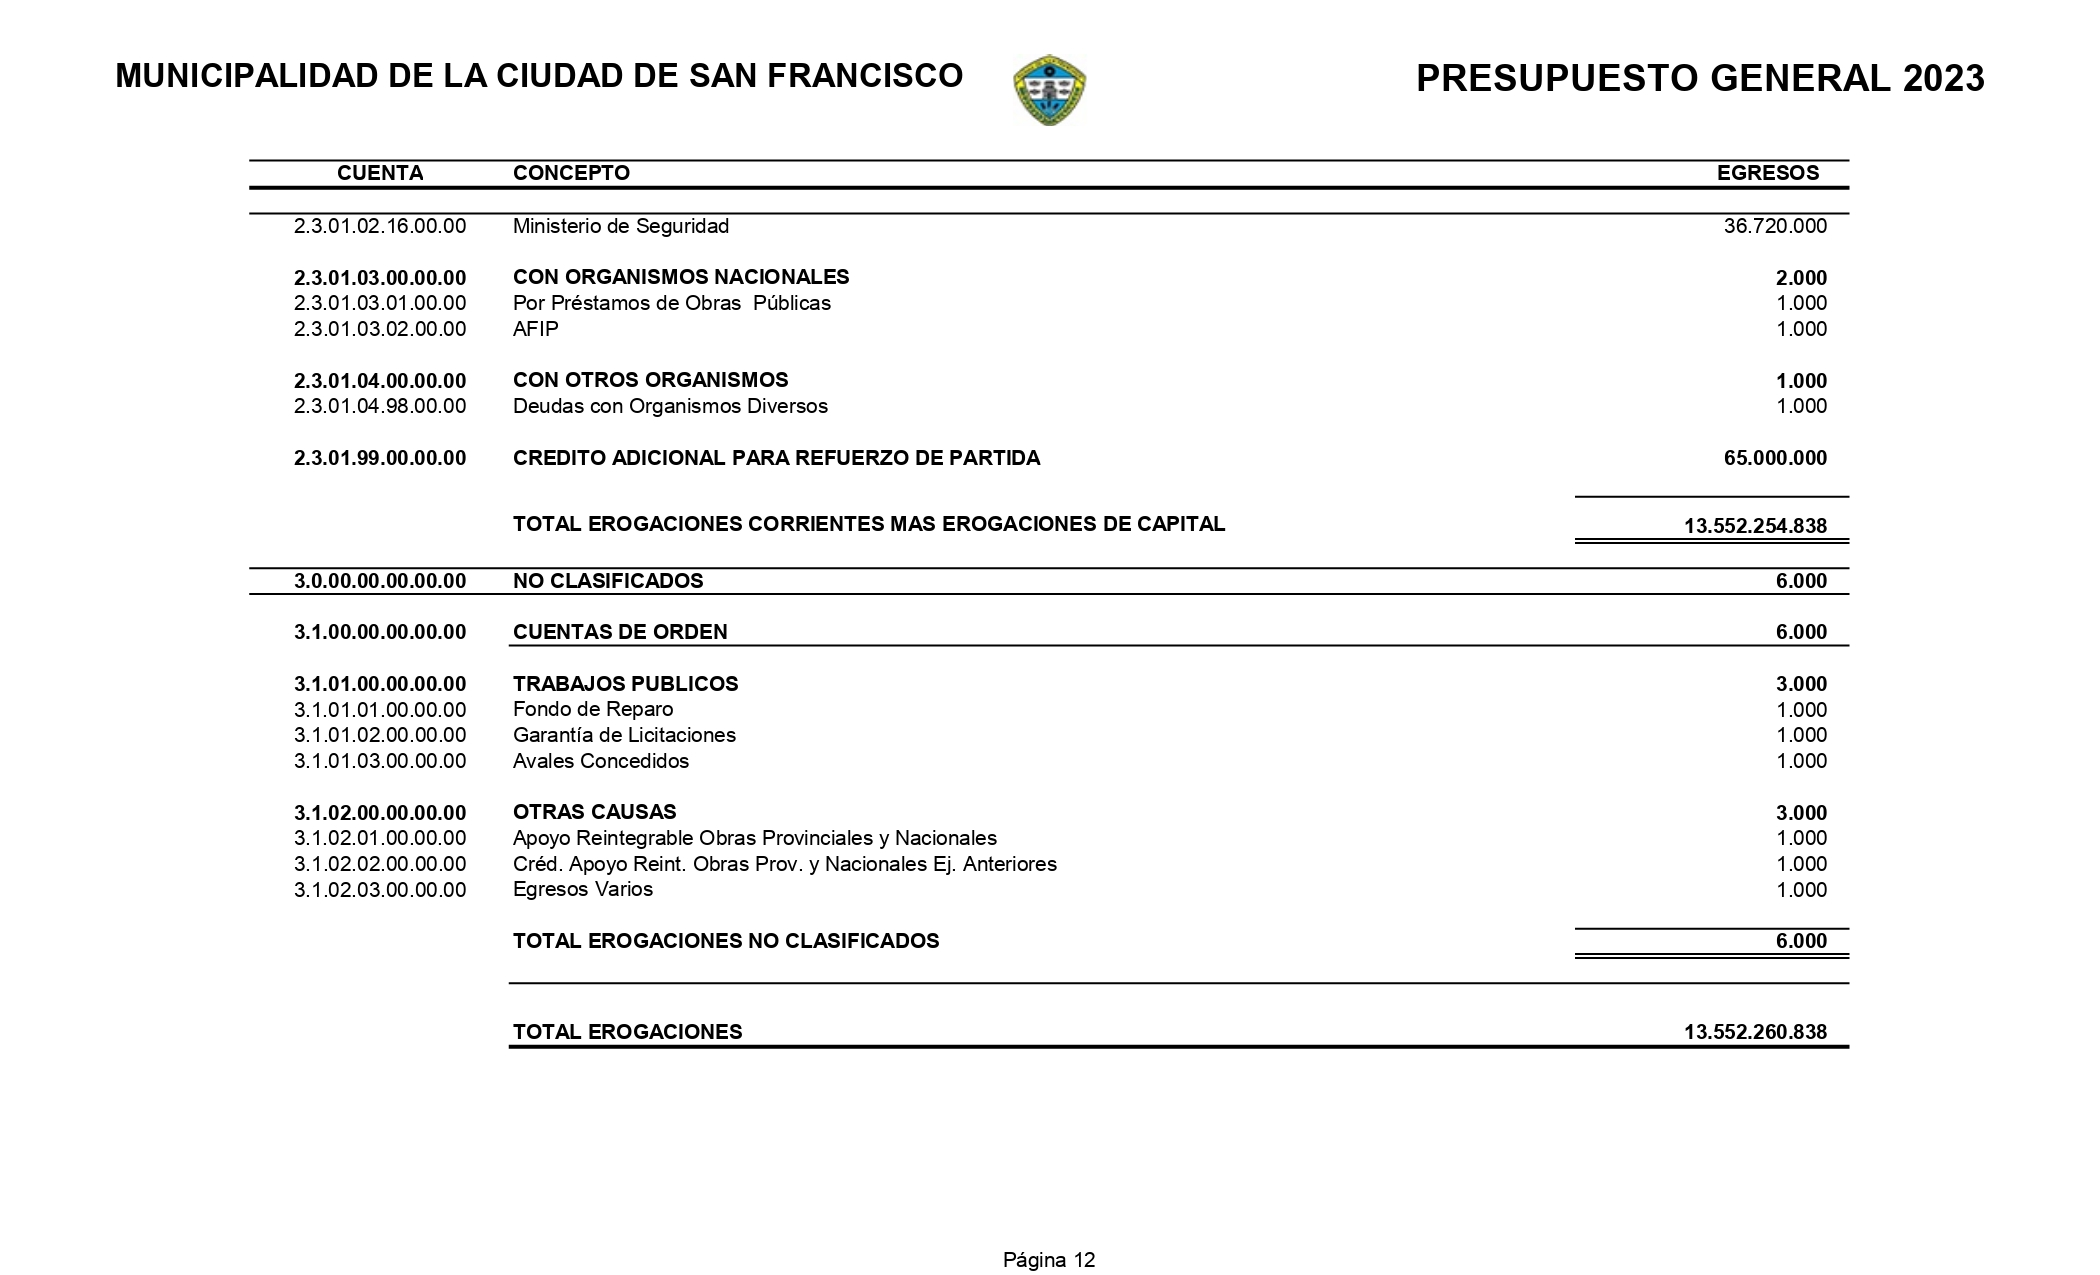 MUNICIPALIDAD DE LA CIUDAD DE SAN FRANCISCO PRESUPUESTO GENERAL 2023
CUENTA CONCEPTO EGRESOS
2.3.01.02.16.00.00 Ministerio de Seguridad 36.720.000
2.3.01.03.00.00.00 CON ORGANISMOS NACIONALES 2.000
2.3.01.03.01.00.00 Por Préstamos de Obras Públicas 1.000
2.3.01.03.02.00.00 AFIP 1.000
2.3.01.04.00.00.00 CON OTROS ORGANISMOS 1.000
2.3.01.04.98.00.00 Deudas con Organismos Diversos 1.000
2.3.01.99.00.00.00 CREDITO ADICIONAL PARA REFUERZO DE PARTIDA 65.000.000
TOTAL EROGACIONES CORRIENTES MAS EROGACIONES DE CAPITAL 13.552.254.838
3.0.00.00.00.00.00 NO CLASIFICADOS 6.000
3.1.00.00.00.00.00 CUENTAS DE ORDEN 6.000
3.1.01.00.00.00.00 TRABAJOS PUBLICOS 3.000
3.1.01.01.00.00.00 Fondo de Reparo 1.000
3.1.01.02.00.00.00 Garantía de Licitaciones 1.000
3.1.01.03.00.00.00 Avales Concedidos 1.000
3.1.02.00.00.00.00 OTRAS CAUSAS 3.000
3.1.02.01.00.00.00 Apoyo Reintegrable Obras Provinciales y Nacionales 1.000
3.1.02.02.00.00.00 Créd. Apoyo Reint. Obras Prov. y Nacionales Ej. Anteriores 1.000
3.1.02.03.00.00.00 Egresos Varios 1.000
TOTAL EROGACIONES NO CLASIFICADOS 6.000
TOTAL EROGACIONES 13.552.260.838
Página 12